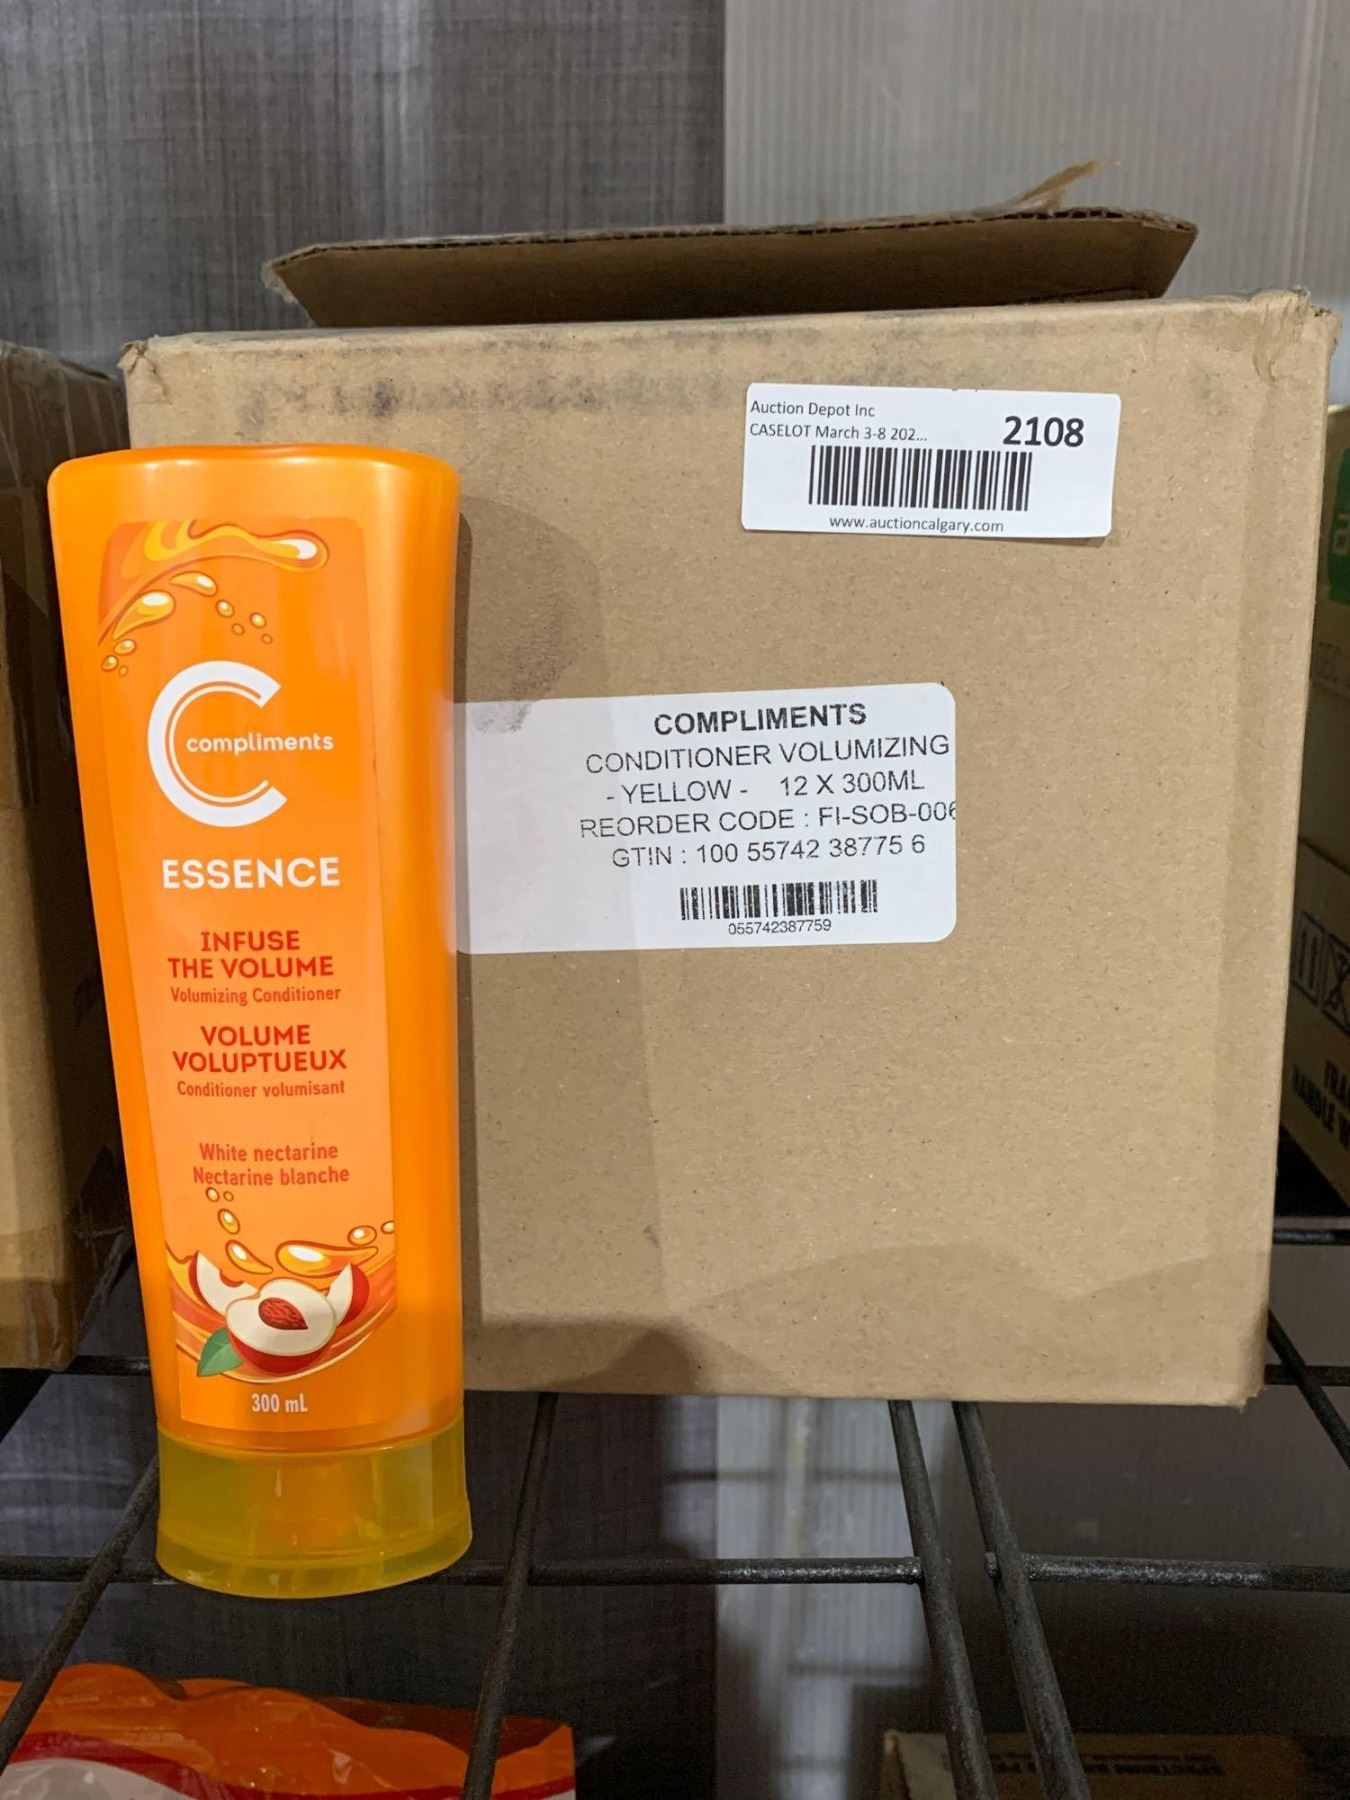 Auction Depot Inc
CASELOT March 3-8 202...
2108
www.auctioncalgary.com
COMPLIMENTS
CONDITIONER VOLUMIZING
- YELLOW - 12 X 300ML
REORDER CODE : FI-SOB-006
GTIN : 100 55742 38775 6
055742387759
C
compliments
ESSENCE
INFUSE
THE VOLUME
Volumizing Conditioner
VOLUME
VOLUPTUEUX
Conditioner volumisant
White nectarine
Nectarine blanche
300 mL